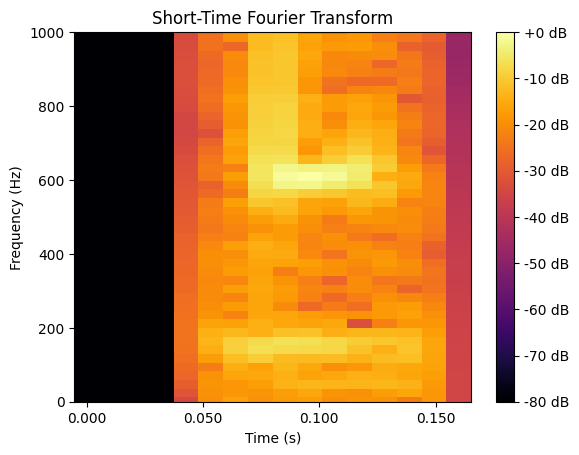 Short-Time Fourier Transform
1000
800
600
400
200
0
Frequency (Hz)
0.000
0.050
0.100
0.150
Time (s)
+0 dB
-10 dB
-20 dB
-30 dB
-40 dB
-50 dB
-60 dB
-70 dB
-80 dB